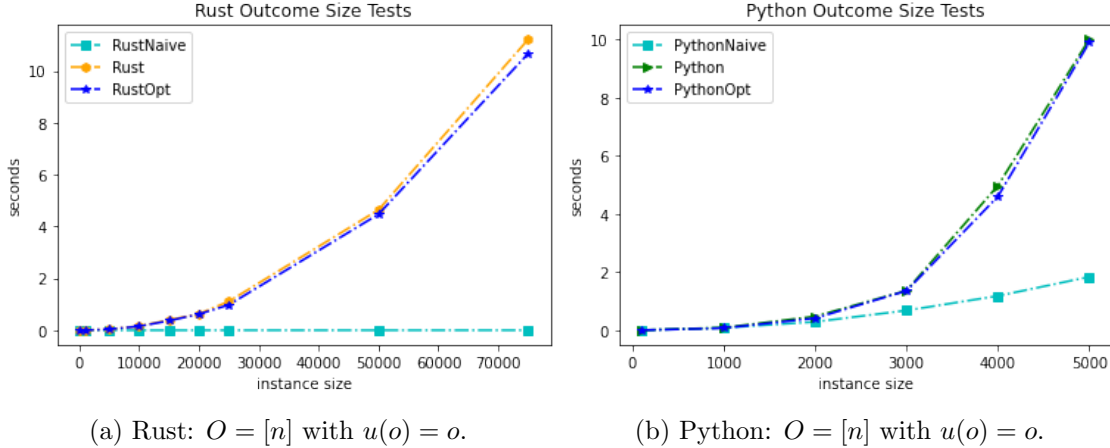 Rust Outcome Size Tests
RustNaive
Rust
RustOpt
10
8
6
4
2
0
seconds
0 10000 20000 30000 40000 50000 60000 70000
instance size
(a) Rust: O = [n] with u(o) = o.
Python Outcome Size Tests
PythonNaive
Python
PythonOpt
10
8
6
4
2
0
seconds
0 1000 2000 3000 4000 5000
instance size
(b) Python: O = [n] with u(o) = o.